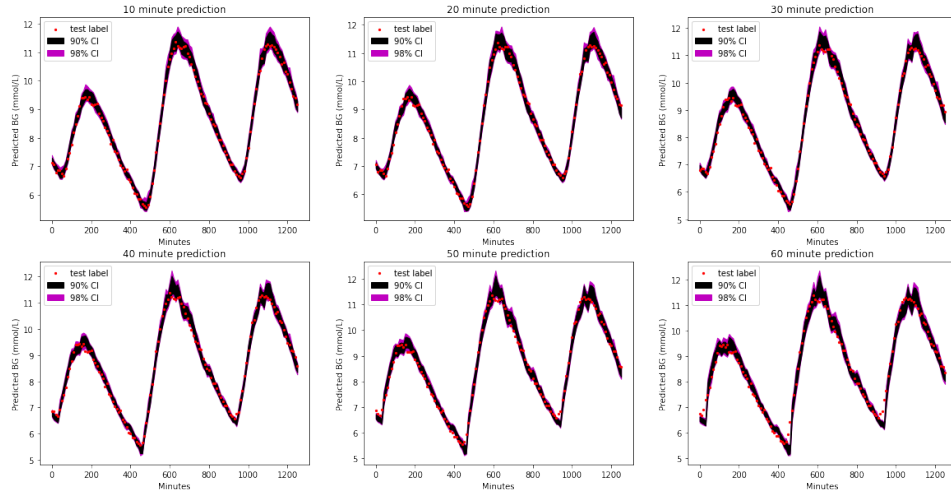 10 minute prediction
12
11
10
9
8
7
6
Predicted BG (mmol/L)
test label
90% CI
98% CI
0 200 400 600 800 1000 1200
Minutes
20 minute prediction
12
11
10
9
8
7
6
Predicted BG (mmol/L)
test label
90% CI
98% CI
0 200 400 600 800 1000 1200
Minutes
30 minute prediction
12
11
10
9
8
7
6
5
Predicted BG (mmol/L)
test label
90% CI
98% CI
0 200 400 600 800 1000 1200
Minutes
40 minute prediction
12
11
10
9
8
7
6
5
Predicted BG (mmol/L)
test label
90% CI
98% CI
0 200 400 600 800 1000 1200
Minutes
50 minute prediction
12
11
10
9
8
7
6
5
Predicted BG (mmol/L)
test label
90% CI
98% CI
0 200 400 600 800 1000 1200
Minutes
60 minute prediction
12
11
10
9
8
7
6
5
Predicted BG (mmol/L)
test label
90% CI
98% CI
0 200 400 600 800 1000 1200
Minutes